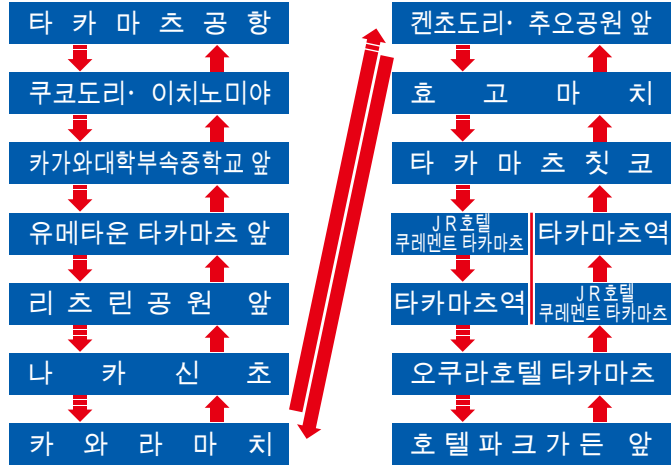 타카마츠공항
쿠코도리· 이치노미야
카가와대학부속중학교 앞
유메타운 타카마츠 앞
리츠린공원 앞
나카신초
카와라마치
켄초도리· 추오공원 앞
효고마치
타카마츠칫코
JR호텔
쿠레멘트 타카마츠
타카마츠역
타카마츠역
JR호텔
쿠레멘트 타카마츠
오쿠라호텔 타카마츠
호텔파크가든 앞